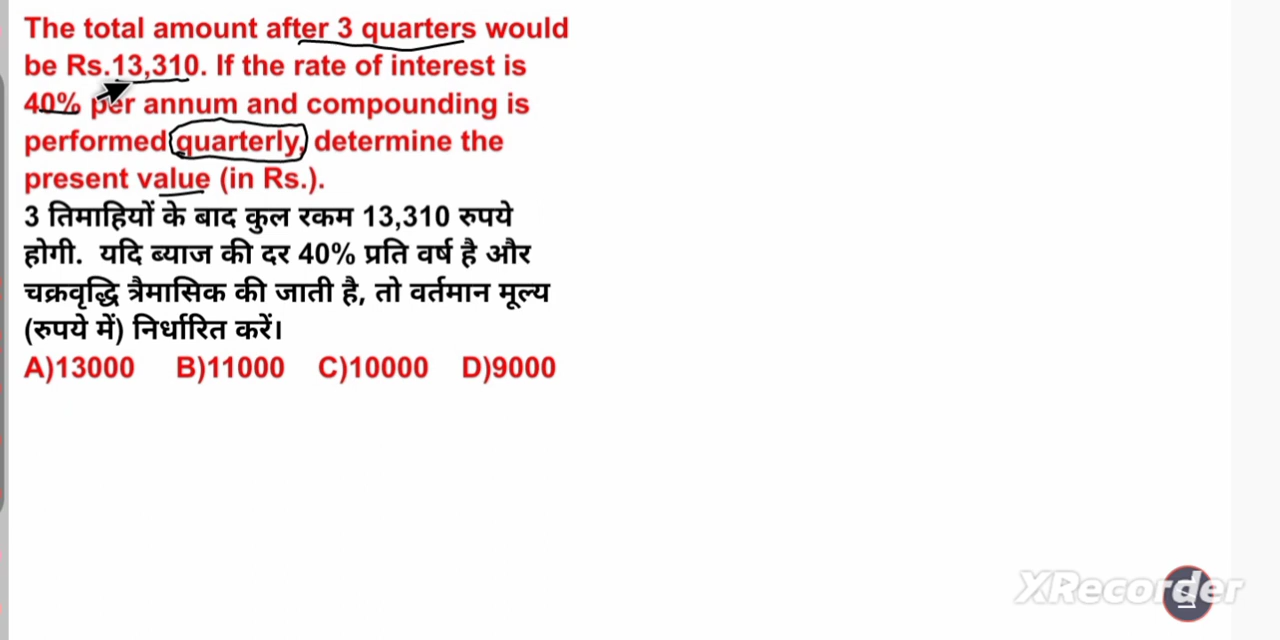 The total amount after 3 quarters would
be Rs.13,310. If the rate of interest is
40% per annum and compounding is
performed quarterly, determine the
present value (in Rs.).
3 तिमाहियों के बाद कुल रकम 13,310 रुपये
होगी. यदि ब्याज की दर 40% प्रति वर्ष है और
चक्रवृद्धि त्रैमासिक की जाती है, तो वर्तमान मूल्य
(रुपये में) निर्धारित करें।
A)13000 B)11000 C)10000 D)9000
XRecorder